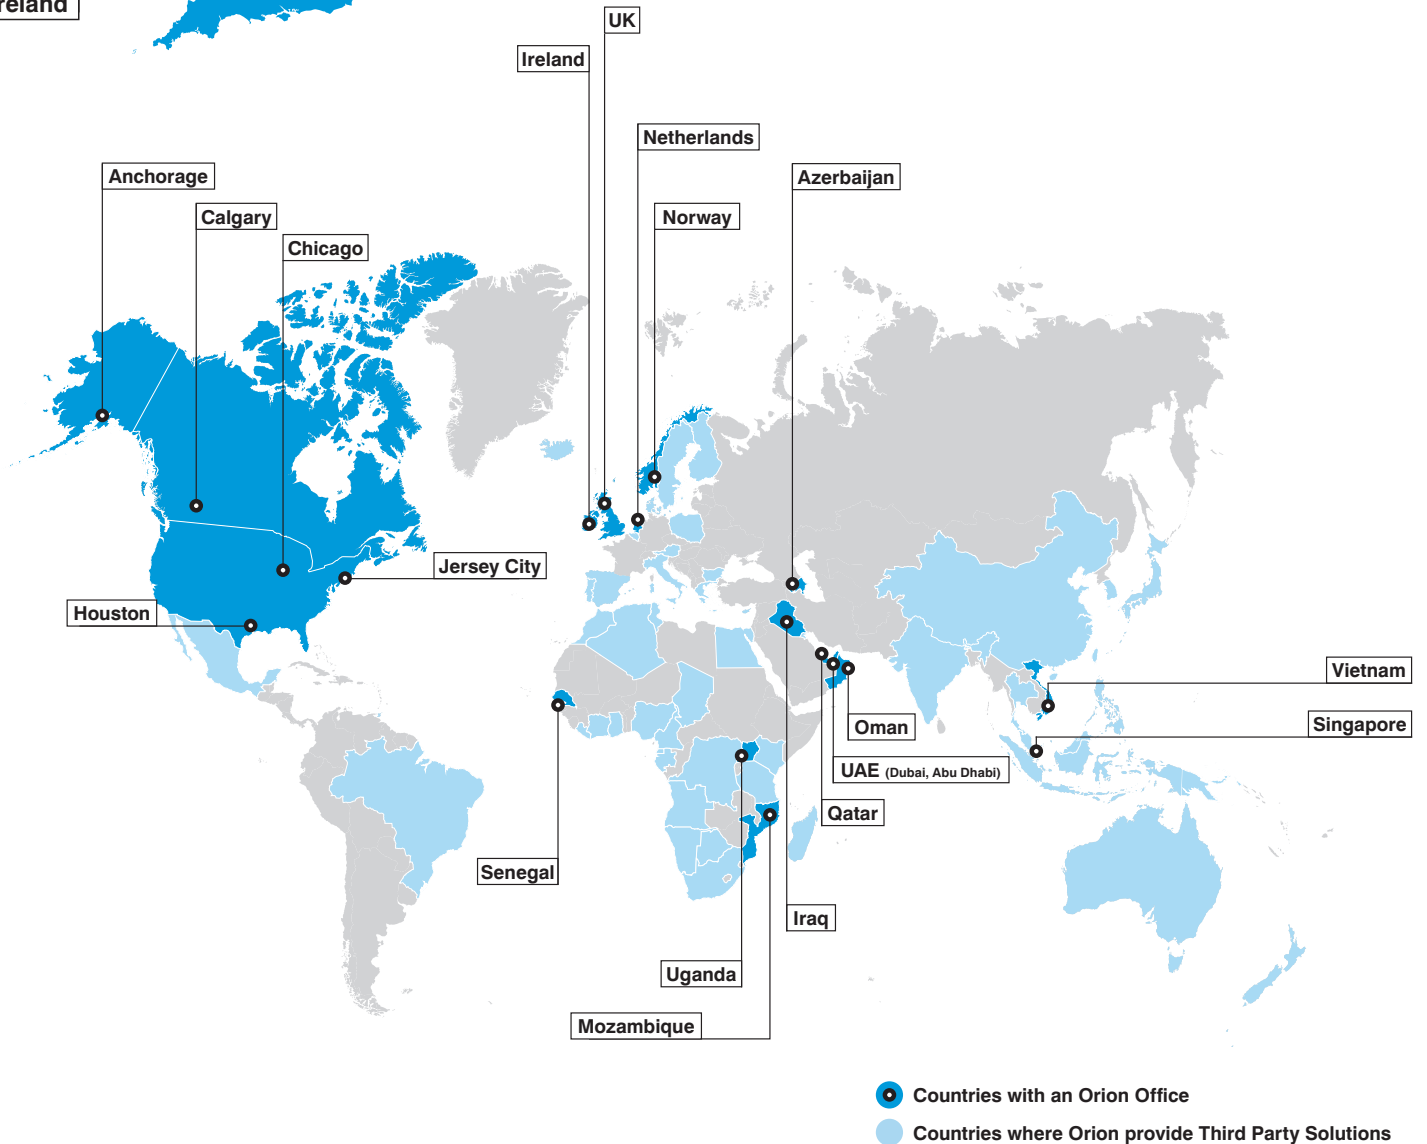 UK
Ireland
Netherlands
Anchorage
Azerbaijan
Calgary
Norway
Chicago
Jersey City
Houston
Vietnam
Singapore
Oman
UAE (Dubai, Abu Dhabi)
Qatar
Senegal
Iraq
Uganda
Mozambique
Countries with an Orion Office
Countries where Orion provide Third Party Solutions